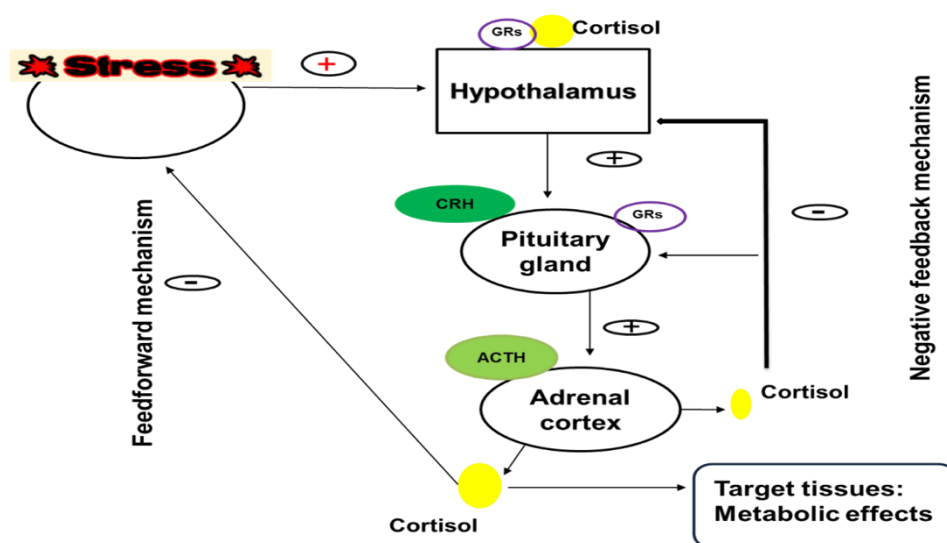 GRs
Cortisol
Stress
+
Hypothalamus
+
CRH
GRs
Pituitary
gland
-
-
Feedforward mechanism
Negative feedback mechanism
+
ACTH
Adrenal
cortex
Cortisol
Cortisol
Target tissues:
Metabolic effects